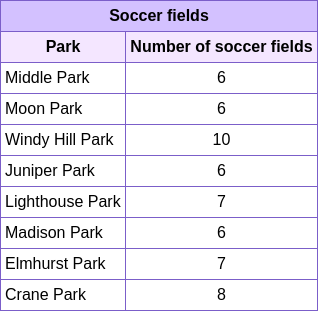 Soccer fields
Park Number of soccer fields
Middle Park 6
Moon Park 6
Windy Hill Park 10
Juniper Park 6
Lighthouse Park 7
Madison Park 6
Elmhurst Park 7
Crane Park 8